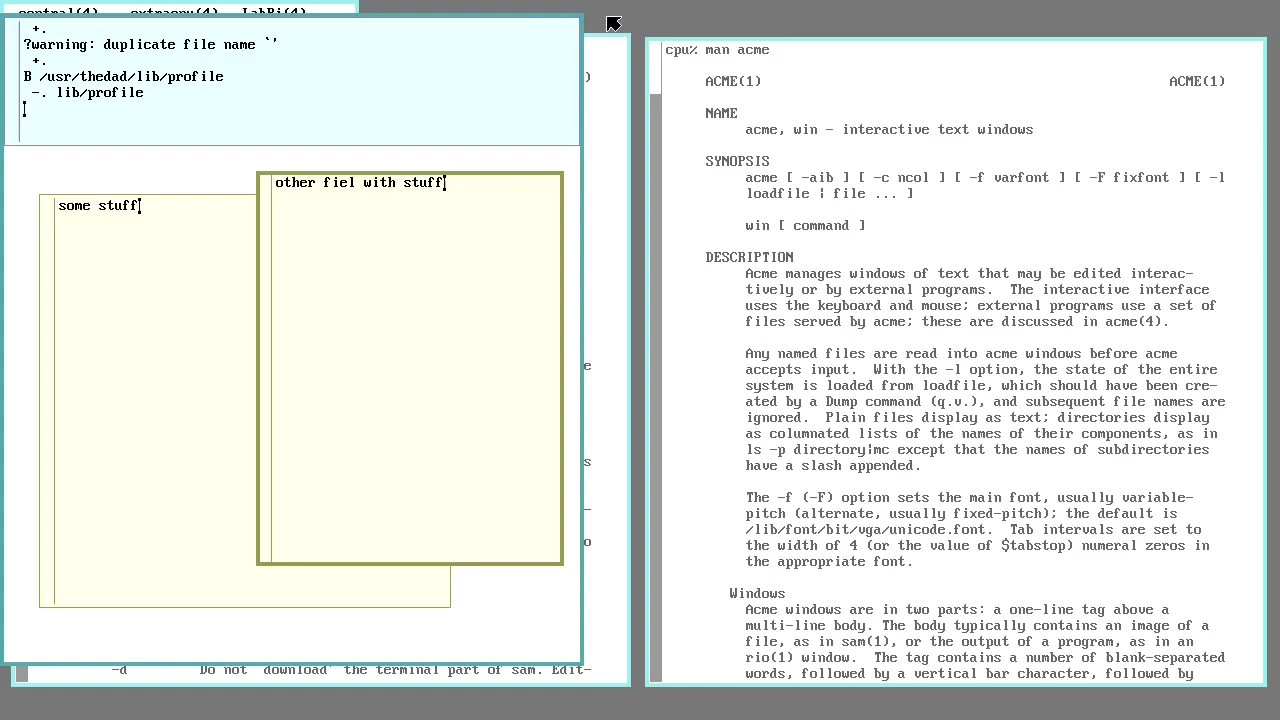 central(4)    extracpu(4)   LabPi(4)
 +.
?warning: duplicate file name `'
 +.
B /usr/thedad/lib/profile
 -. lib/profile
other fiel with stuff
some stuff
)
e
s
-
o
-d         Do not `download' the terminal part of sam. Edit-
cpu% man acme
ACME(1)                                                    ACME(1)
NAME
acme, win - interactive text windows
SYNOPSIS
acme [ -aib ] [ -c ncol ] [ -f varfont ] [ -F fixfont ] [ -l
loadfile | file ... ]
win [ command ]
DESCRIPTION
Acme manages windows of text that may be edited interac-
tively or by external programs.  The interactive interface
uses the keyboard and mouse; external programs use a set of
files served by acme; these are discussed in acme(4).
Any named files are read into acme windows before acme
accepts input.  With the -l option, the state of the entire
system is loaded from loadfile, which should have been cre-
ated by a Dump command (q.v.), and subsequent file names are
ignored.  Plain files display as text; directories display
as columnated lists of the names of their components, as in
ls -p directory|mc except that the names of subdirectories
have a slash appended.
The -f (-F) option sets the main font, usually variable-
pitch (alternate, usually fixed-pitch); the default is
/lib/font/bit/vga/unicode.font.  Tab intervals are set to
the width of 4 (or the value of $tabstop) numeral zeros in
the appropriate font.
Windows
Acme windows are in two parts: a one-line tag above a
multi-line body. The body typically contains an image of a
file, as in sam(1), or the output of a program, as in an
rio(1) window.  The tag contains a number of blank-separated
words, followed by a vertical bar character, followed by